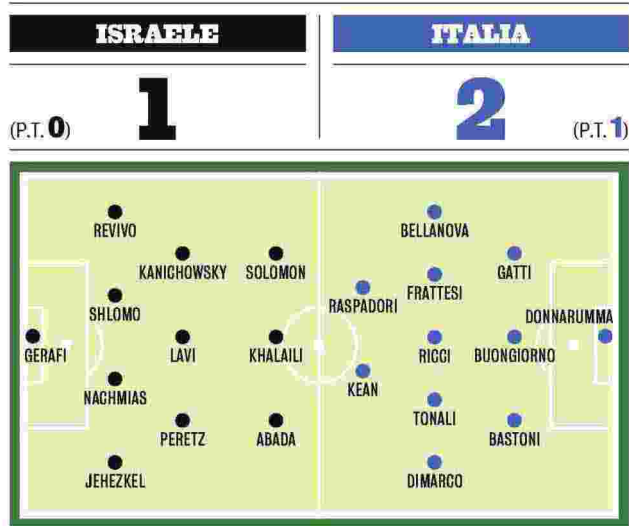 ISRAELE
ITALIA
(P.T. 0) 1
2 (P.T. 1)
REVIVO
BELLANOVA
KANICHOWSKY
SOLOMON
GATTI
FRATTESI
RASPADORI
SHLOMO
DONNARUMMA
GERAFI
LAVI
KHALAILI
RICCI
BUONGIORNO
KEAN
NACHMIAS
TONALI
PERETZ
ABADA
BASTONI
JEHEZKEL
DIMARCO